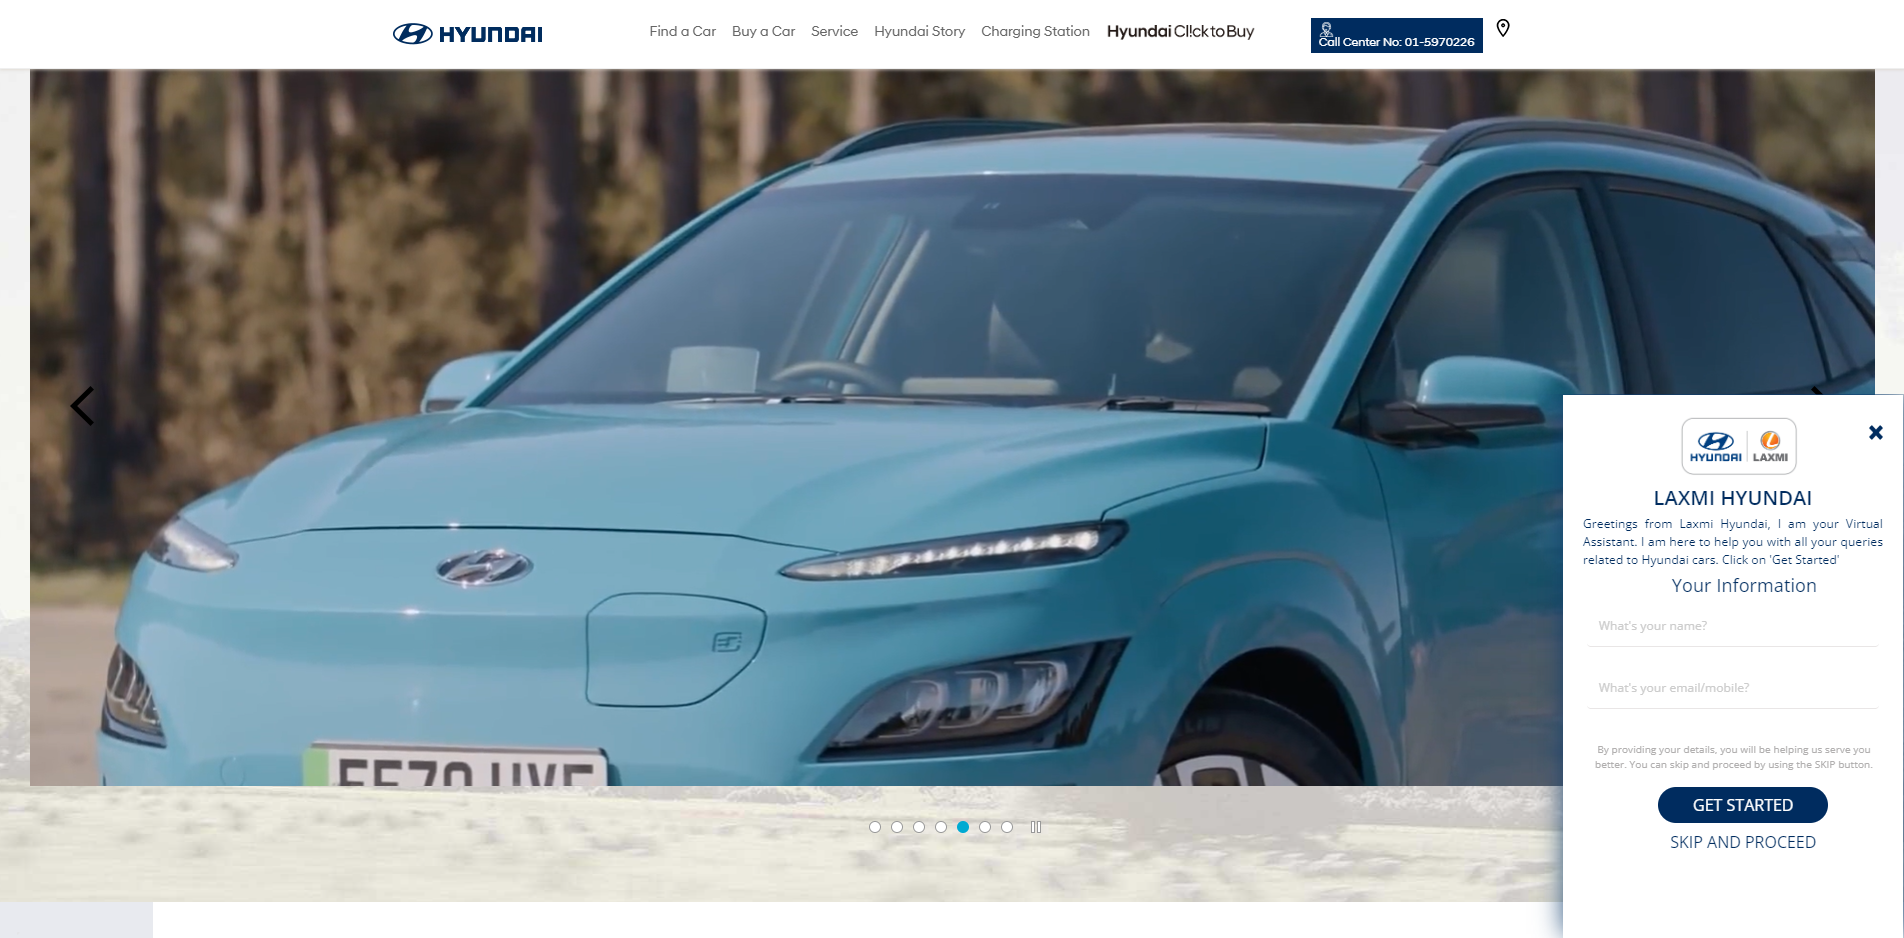 HYUNDAI
Find a Car
Buy a Car
Service
Hyundai Story
Charging Station
Hyundai Cl!ck to Buy
Call Center No: 01-5970226
HYUNDAI
LAXMI
LAXMI HYUNDAI
Greetings from Laxmi Hyundai, I am your Virtual
Assistant. I am here to help you with all your queries
related to Hyundai cars. Click on 'Get Started'
Your Information
What's your name?
What's your email/mobile?
By providing your details, you will be helping us serve you
better. You can skip and proceed by using the SKIP button.
GET STARTED
SKIP AND PROCEED